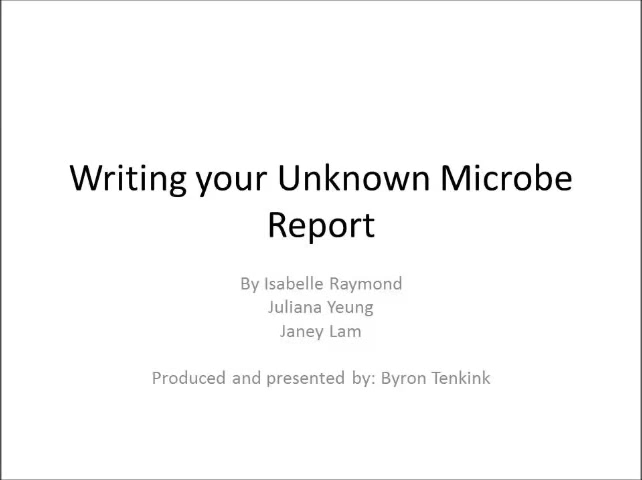 Writing your Unknown Microbe
Report
By Isabelle Raymond
Juliana Yeung
Janey Lam
Produced and presented by: Byron Tenkink